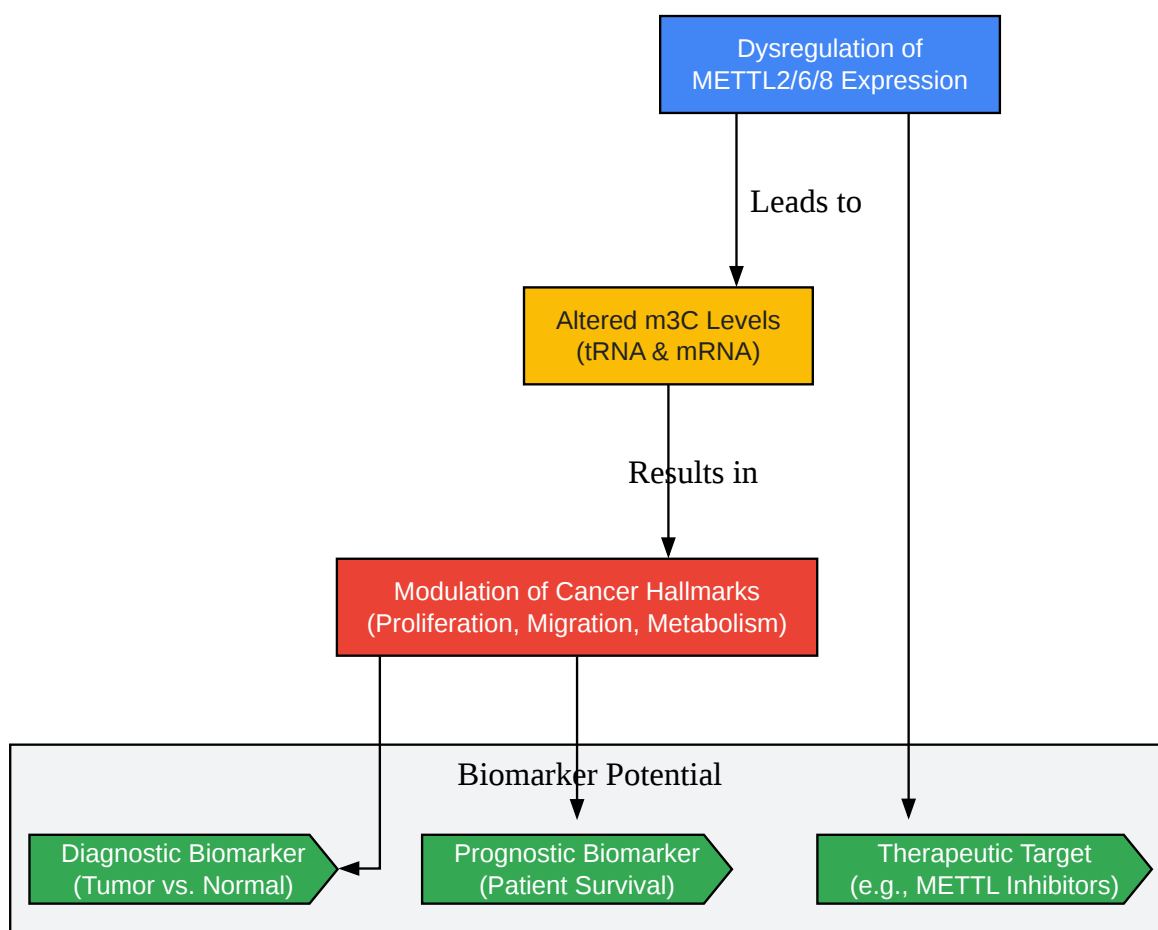 Dysregulation of
METTL2/6/8 Expression
Leads to
Altered m3C Levels
(tRNA & mRNA)
Results in
Modulation of Cancer Hallmarks
(Proliferation, Migration, Metabolism)
Biomarker Potential
Diagnostic Biomarker
(Tumor vs. Normal)
Prognostic Biomarker
(Patient Survival)
Therapeutic Target
(e.g., METTL Inhibitors)